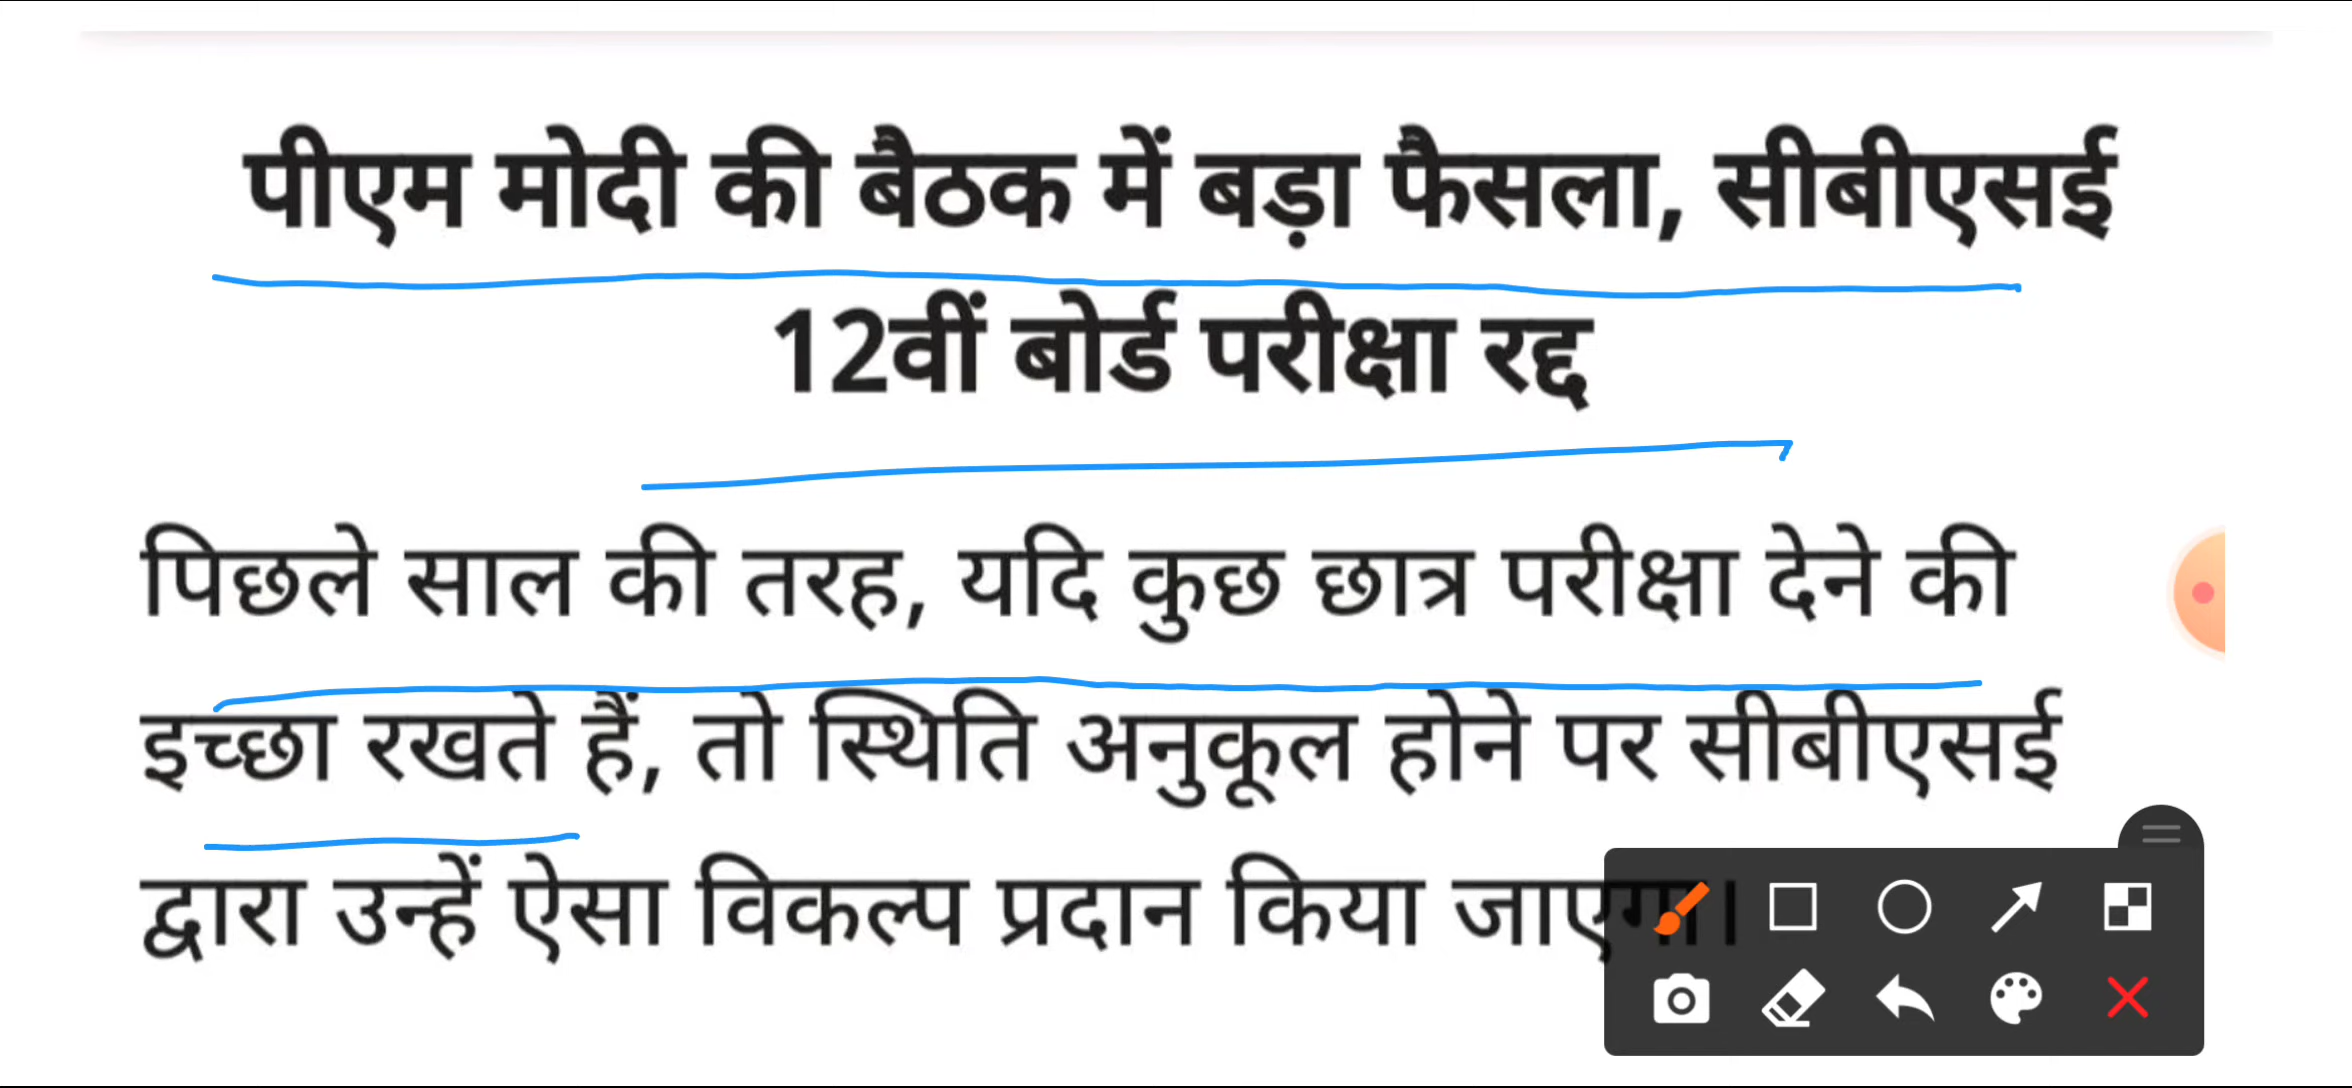 पीएम मोदी की बैठक में बड़ा फैसला, सीबीएसई
12वीं बोर्ड परीक्षा रद्द
पिछले साल की तरह, यदि कुछ छात्र परीक्षा देने की
इच्छा रखते हैं, तो स्थिति अनुकूल होने पर सीबीएसई
द्वारा उन्हें ऐसा विकल्प प्रदान किया जाएगा।